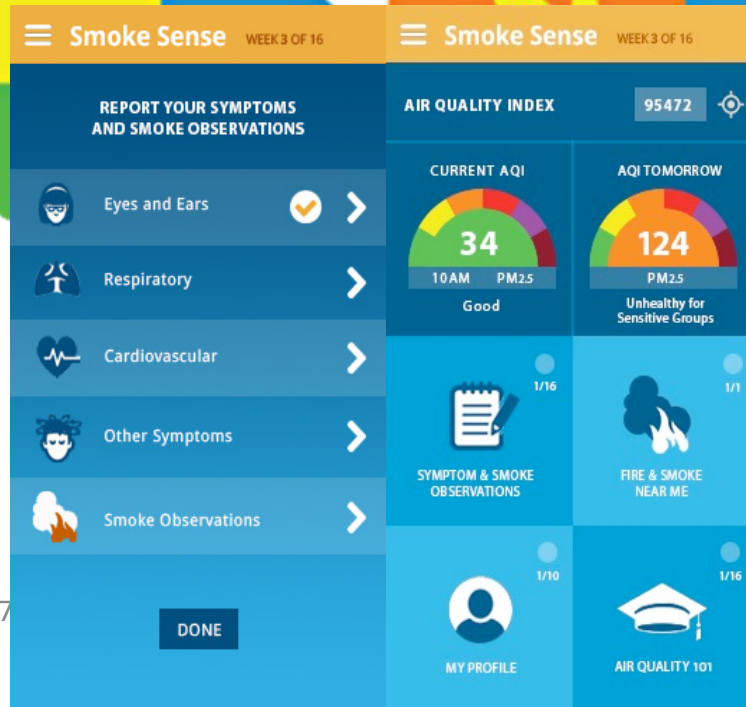 Smoke Sense WEEK 3 OF 16
REPORT YOUR SYMPTOMS
AND SMOKE OBSERVATIONS
Eyes and Ears
Respiratory
Cardiovascular
Other Symptoms
Smoke Observations
DONE
7
Smoke Sense WEEK 3 OF 16
AIR QUALITY INDEX 95472
CURRENT AQI
34
10AM PM2.5
Good
AQI TOMORROW
124
PM2.5
Unhealthy for
Sensitive Groups
1/16
SYMPTOM & SMOKE
OBSERVATIONS
1/1
FIRE & SMOKE
NEAR ME
1/10
MY PROFILE
1/16
AIR QUALITY 101